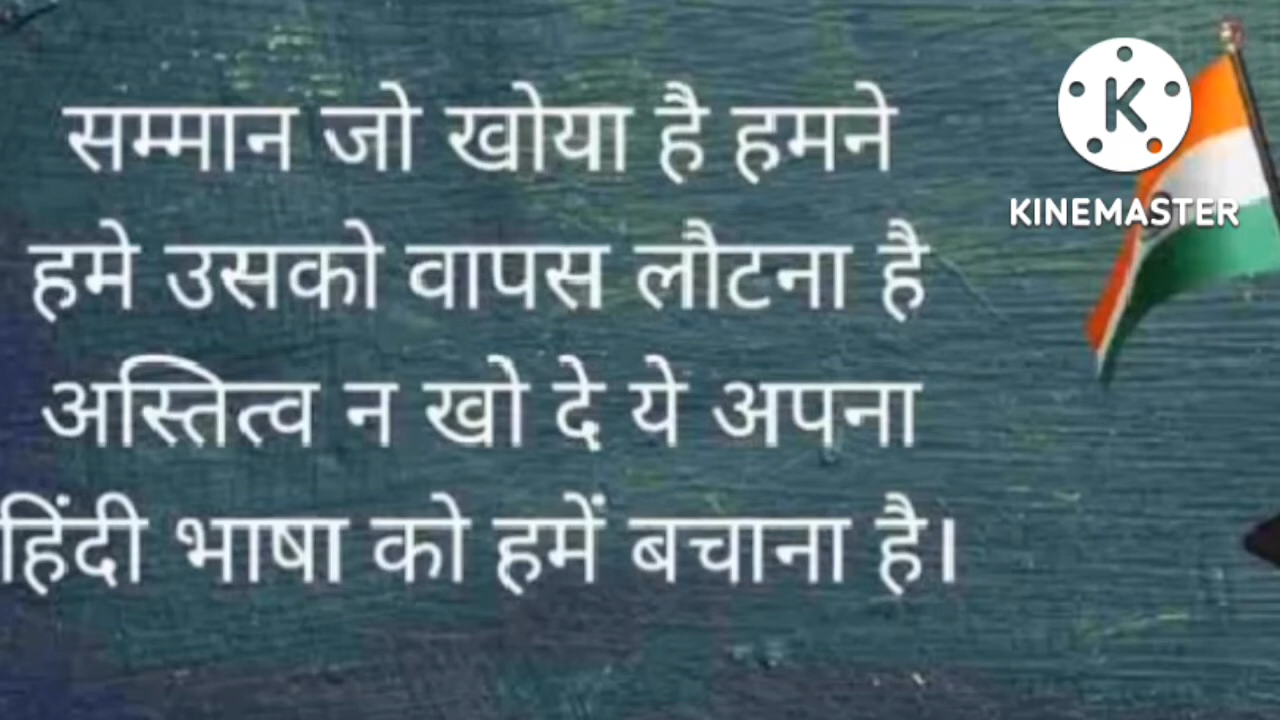 सम्मान जो खोया है हमने
हमे उसको वापस लौटना है
अस्तित्व न खो दे ये अपना
हिंदी भाषा को हमें बचाना है।
K
KINEMASTER